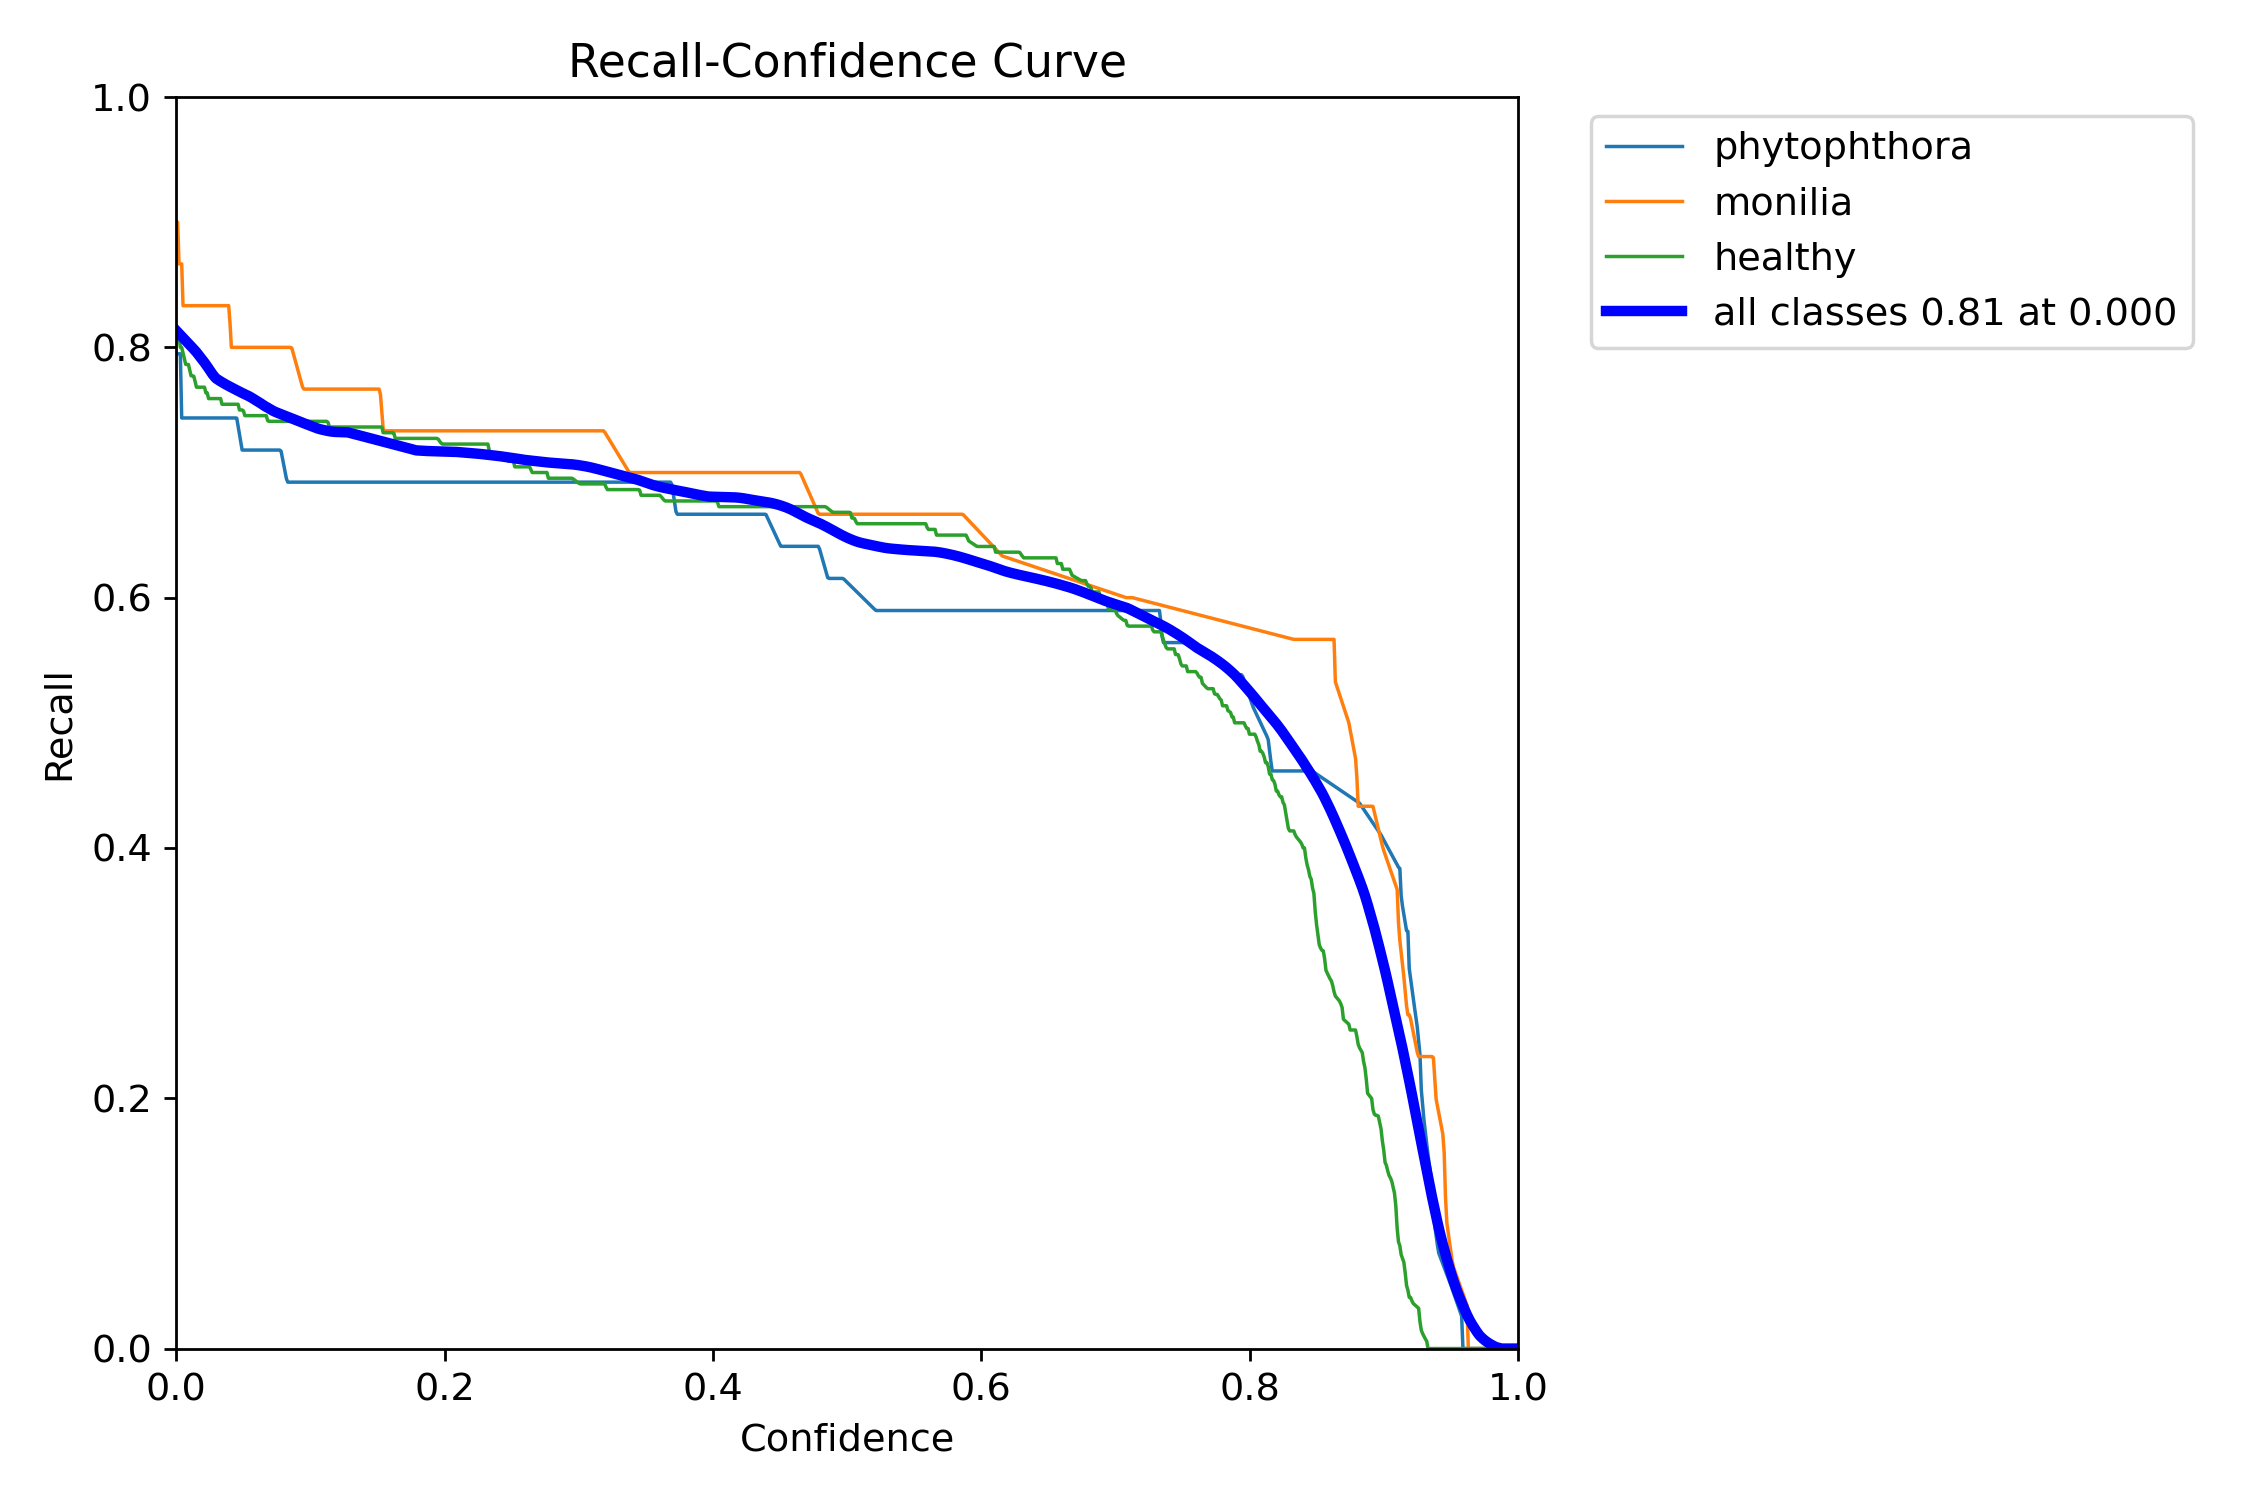 Recall-Confidence Curve
1.0
0.8
0.6
0.4
0.2
0.0
Recall
0.0 0.2 0.4 0.6 0.8 1.0
Confidence
phytophthora
monilia
healthy
all classes 0.81 at 0.000